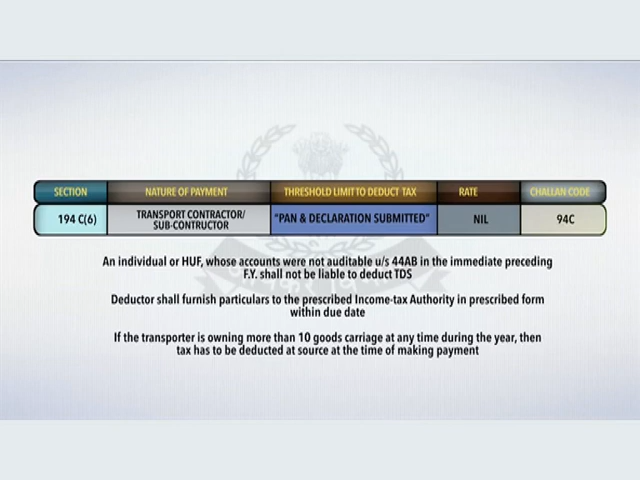 SECTION NATURE OF PAYMENT THRESHOLD LIMIT TO DEDUCT TAX RATE CHALLAN CODE
194 C(6) TRANSPORT CONTRACTOR/ SUB-CONTRACTOR "PAN & DECLARATION SUBMITTED" NIL 94C
An individual or HUF, whose accounts were not auditable u/s 44AB in the immediate preceding
F.Y. shall not be liable to deduct TDS
Deductor shall furnish particulars to the prescribed Income-tax Authority in prescribed form
within due date
If the transporter is owning more than 10 goods carriage at any time during the year, then
tax has to be deducted at source at the time of making payment